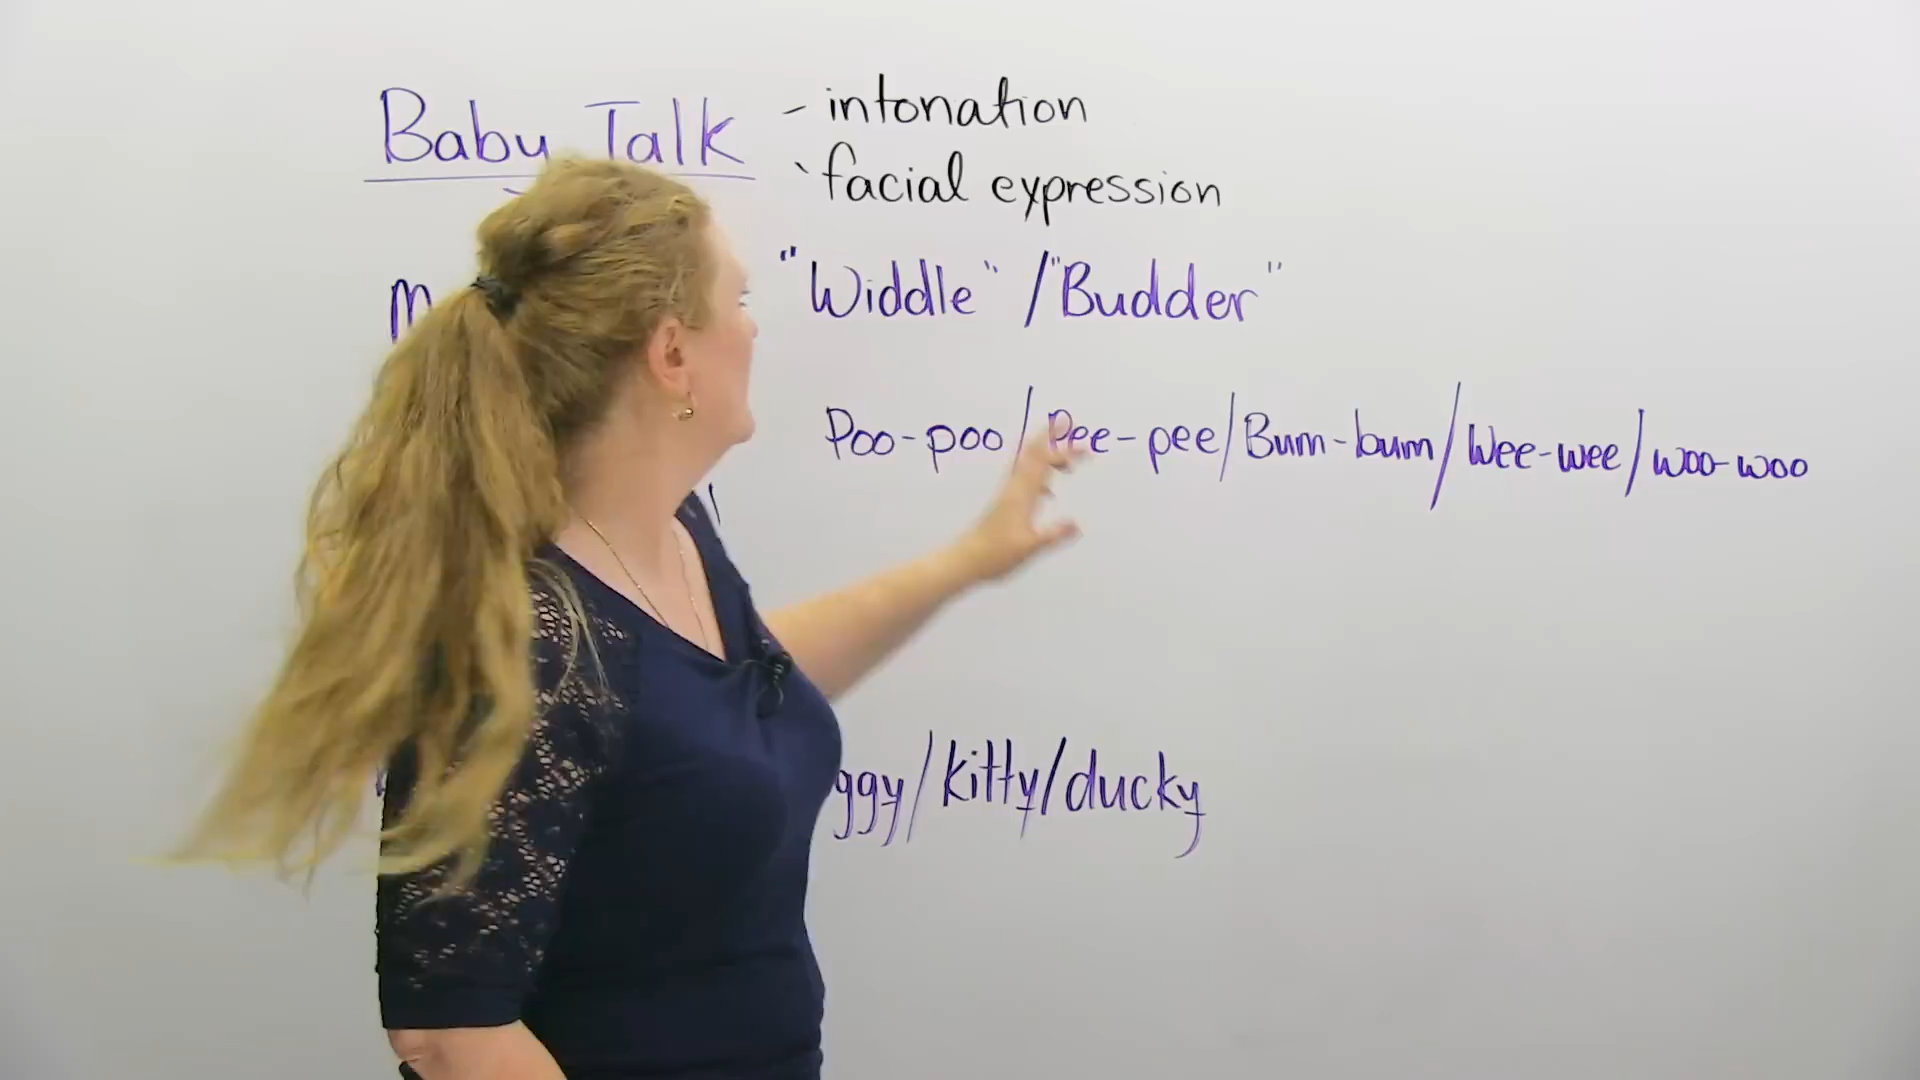 Baby Talk
- intonation
- facial expression
"Widdle" / "Budder"
Poo-poo / Pee-pee / Bum-bum / Wee-wee / woo-woo
/ kitty / ducky